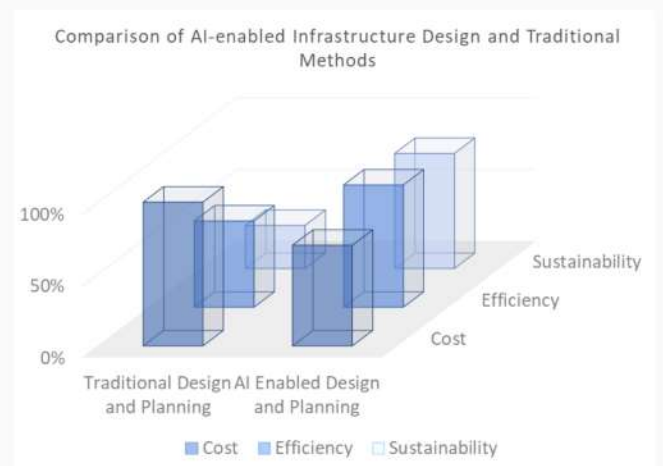 Comparison of AI-enabled Infrastructure Design and Traditional
Methods
100%
50%
0%
Sustainability
Efficiency
Cost
Traditional Design
and Planning
AI Enabled Design
and Planning
Cost
Efficiency
Sustainability